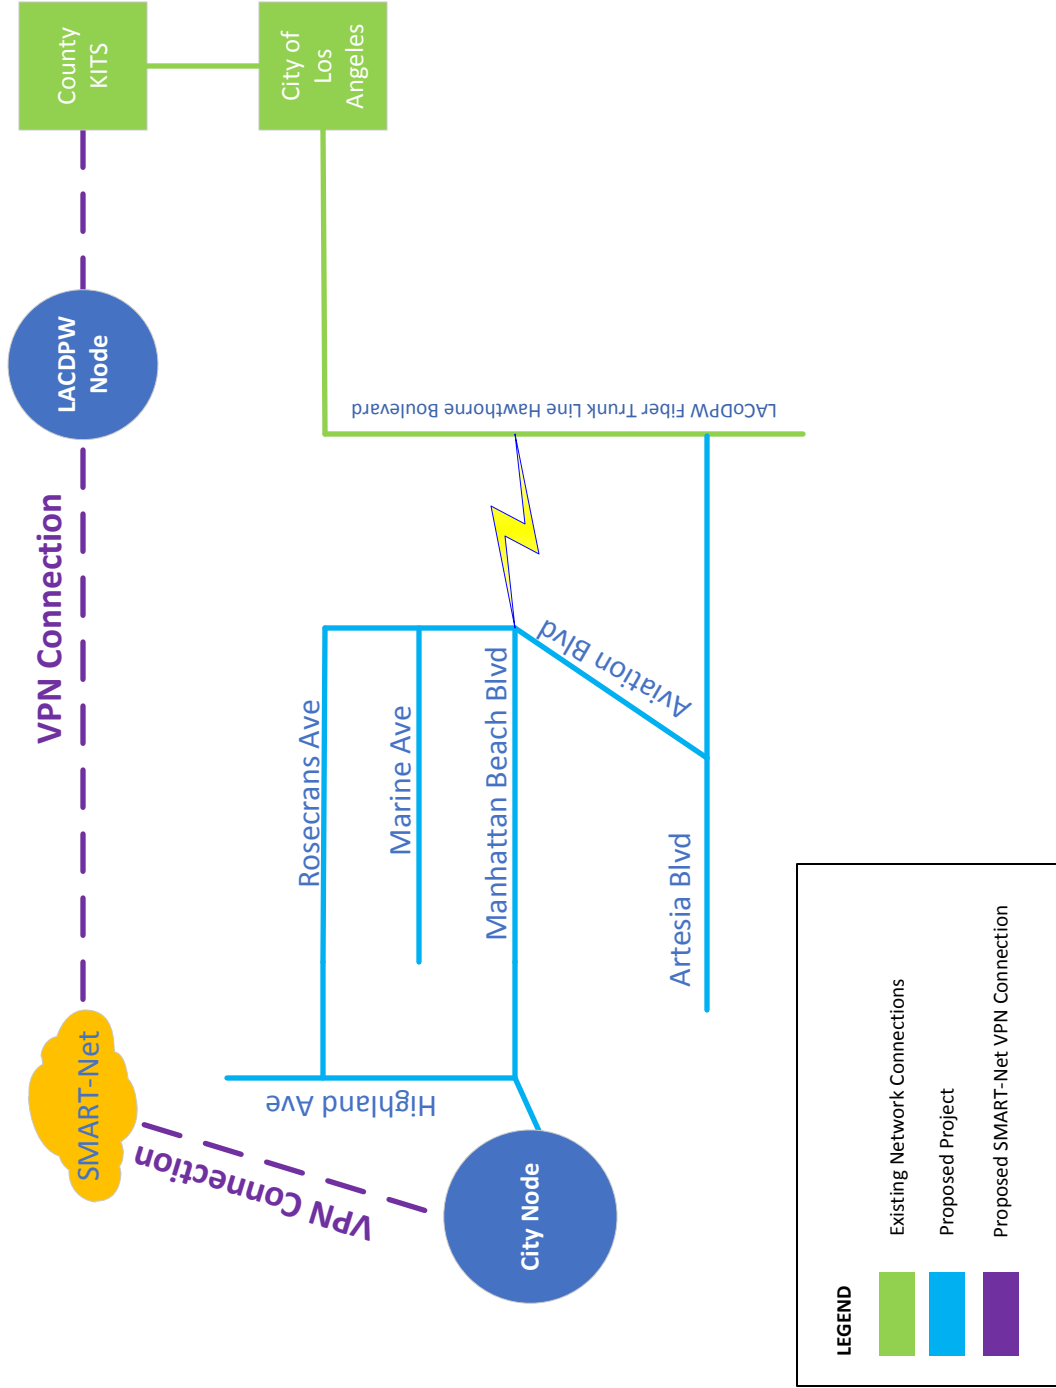 SMART-Net
VPN Connection
LACDPW
Node
County
KITS
City of
Los
Angeles
VPN Connection
City Node
Highland Ave
Rosecrans Ave
Marine Ave
Manhattan Beach Blvd
Aviation Blvd
Artesia Blvd
LACoDPW Fiber Trunk Line Hawthorne Boulevard
LEGEND
Existing Network Connections
Proposed Project
Proposed SMART-Net VPN Connection